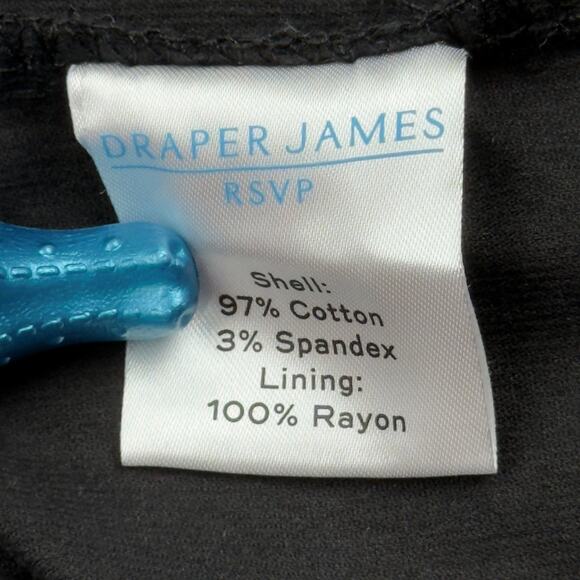 DRAPER JAMES
RSVP
Shell:
97% Cotton
3% Spandex
Lining:
100% Rayon